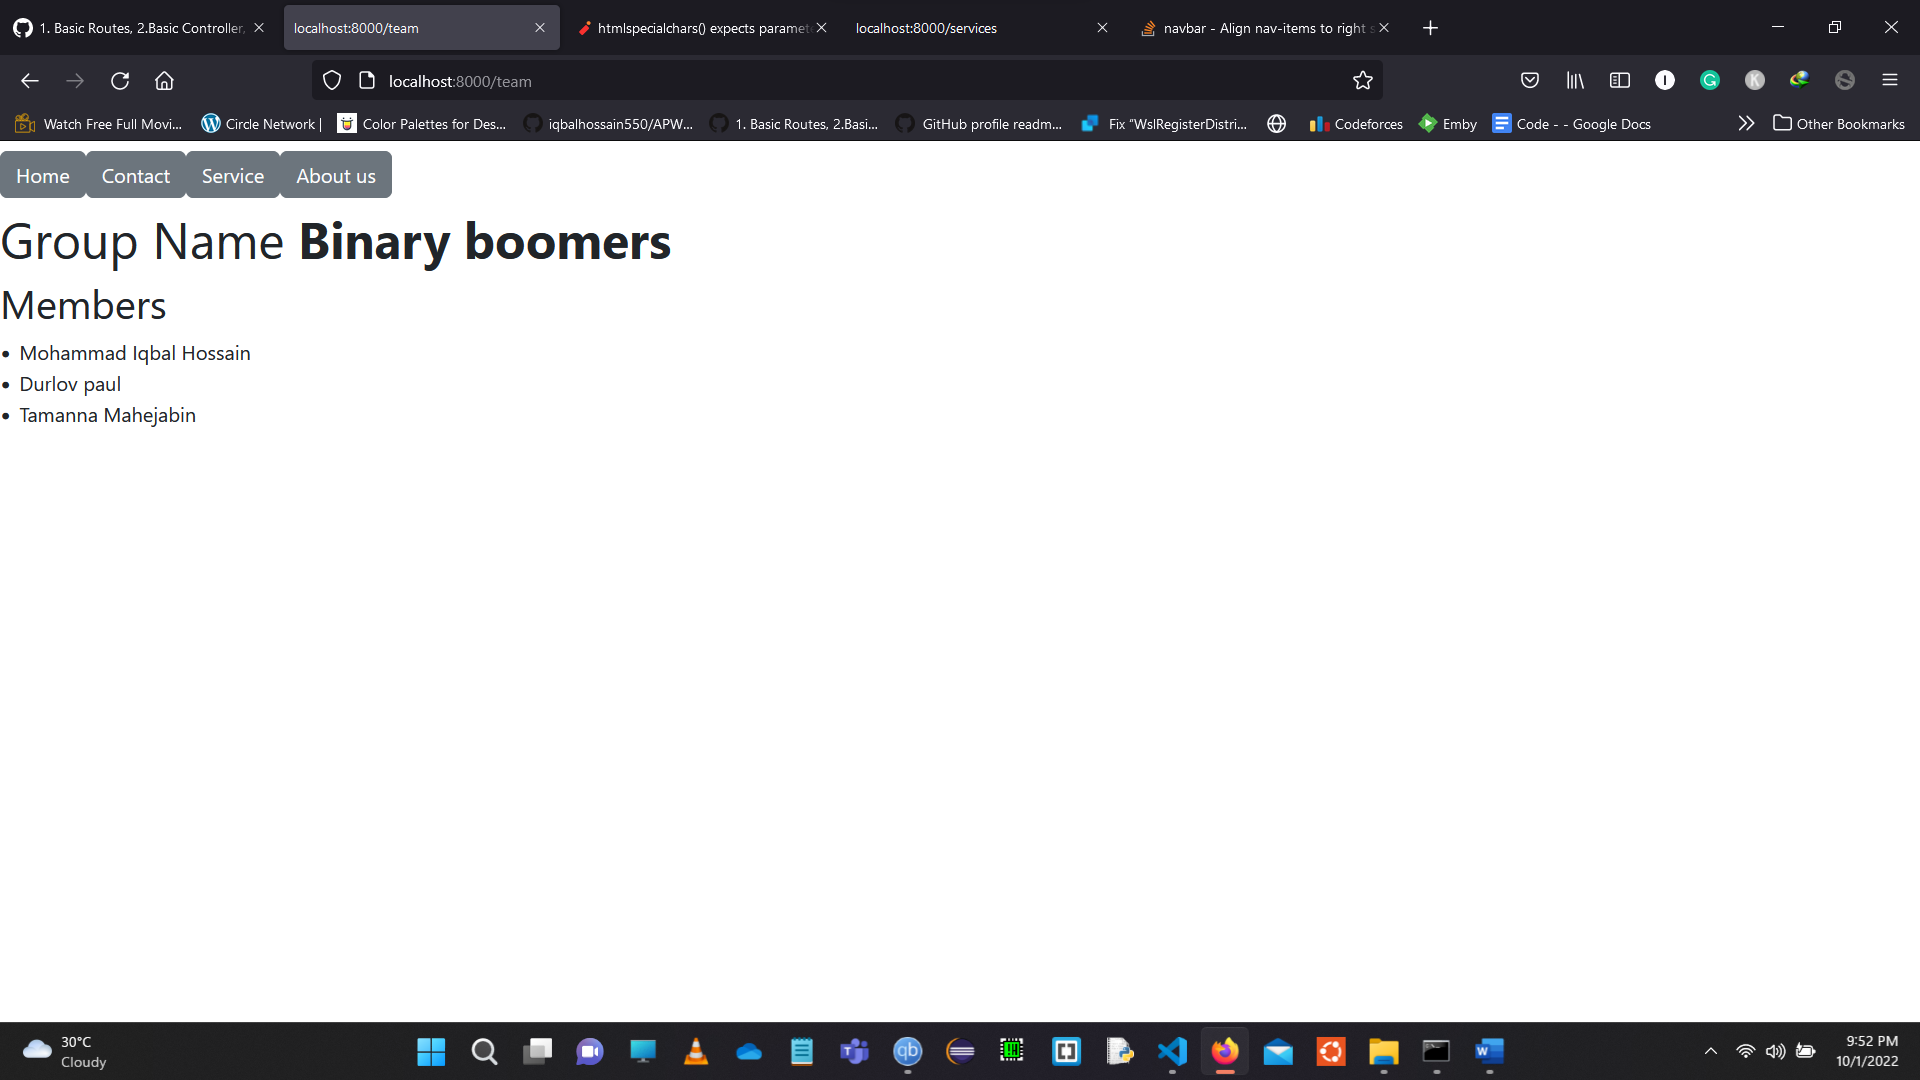 1. Basic Routes, 2.Basic Controller,
localhost:8000/team
htmlspecialchars() expects paramete
localhost:8000/services
navbar - Align nav-items to right s
localhost:8000/team
Watch Free Full Movi...
Circle Network |
Color Palettes for Des...
iqbalhossain550/APW...
1. Basic Routes, 2.Basi...
GitHub profile readm...
Fix “WslRegisterDistri...
Codeforces
Emby
Code - - Google Docs
Other Bookmarks
Home
Contact
Service
About us
Group Name Binary boomers
Members
• Mohammad Iqbal Hossain
• Durlov paul
• Tamanna Mahejabin
30°C
Cloudy
9:52 PM
10/1/2022